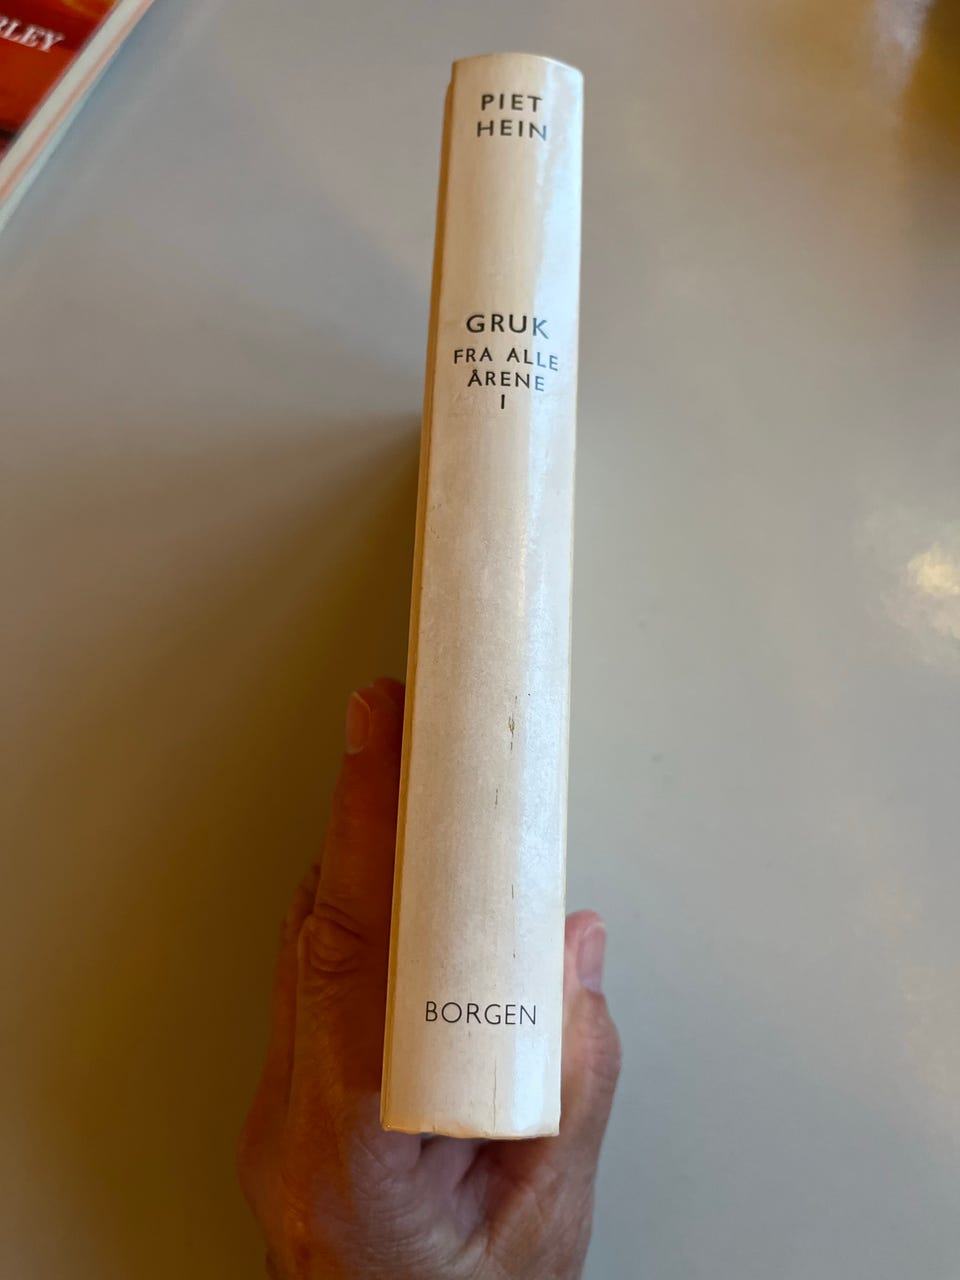 PIET
HEIN
GRUK
FRA ALLE
ÅRENE
I
BORGEN